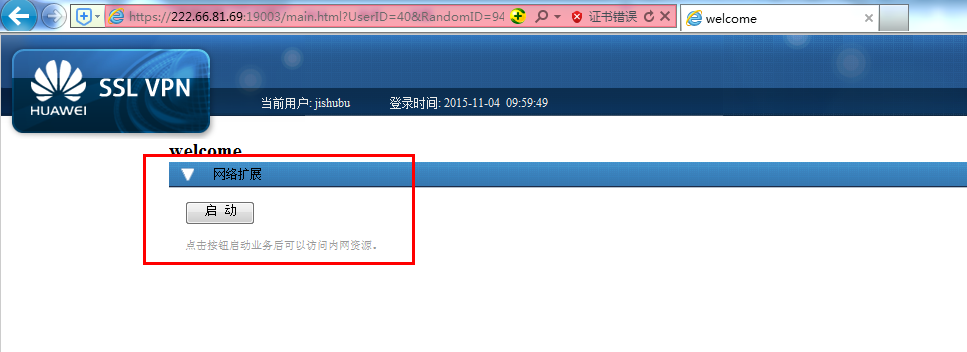 https://222.66.81.69:19003/main.html?UserID=40&RandomID=94
证书错误
welcome
HUAWEI
SSL VPN
当前用户: jishubu
登录时间: 2015-11-04 09:59:49
welcome
网络扩展
启 动
点击按钮启动业务后可以访问内网资源。